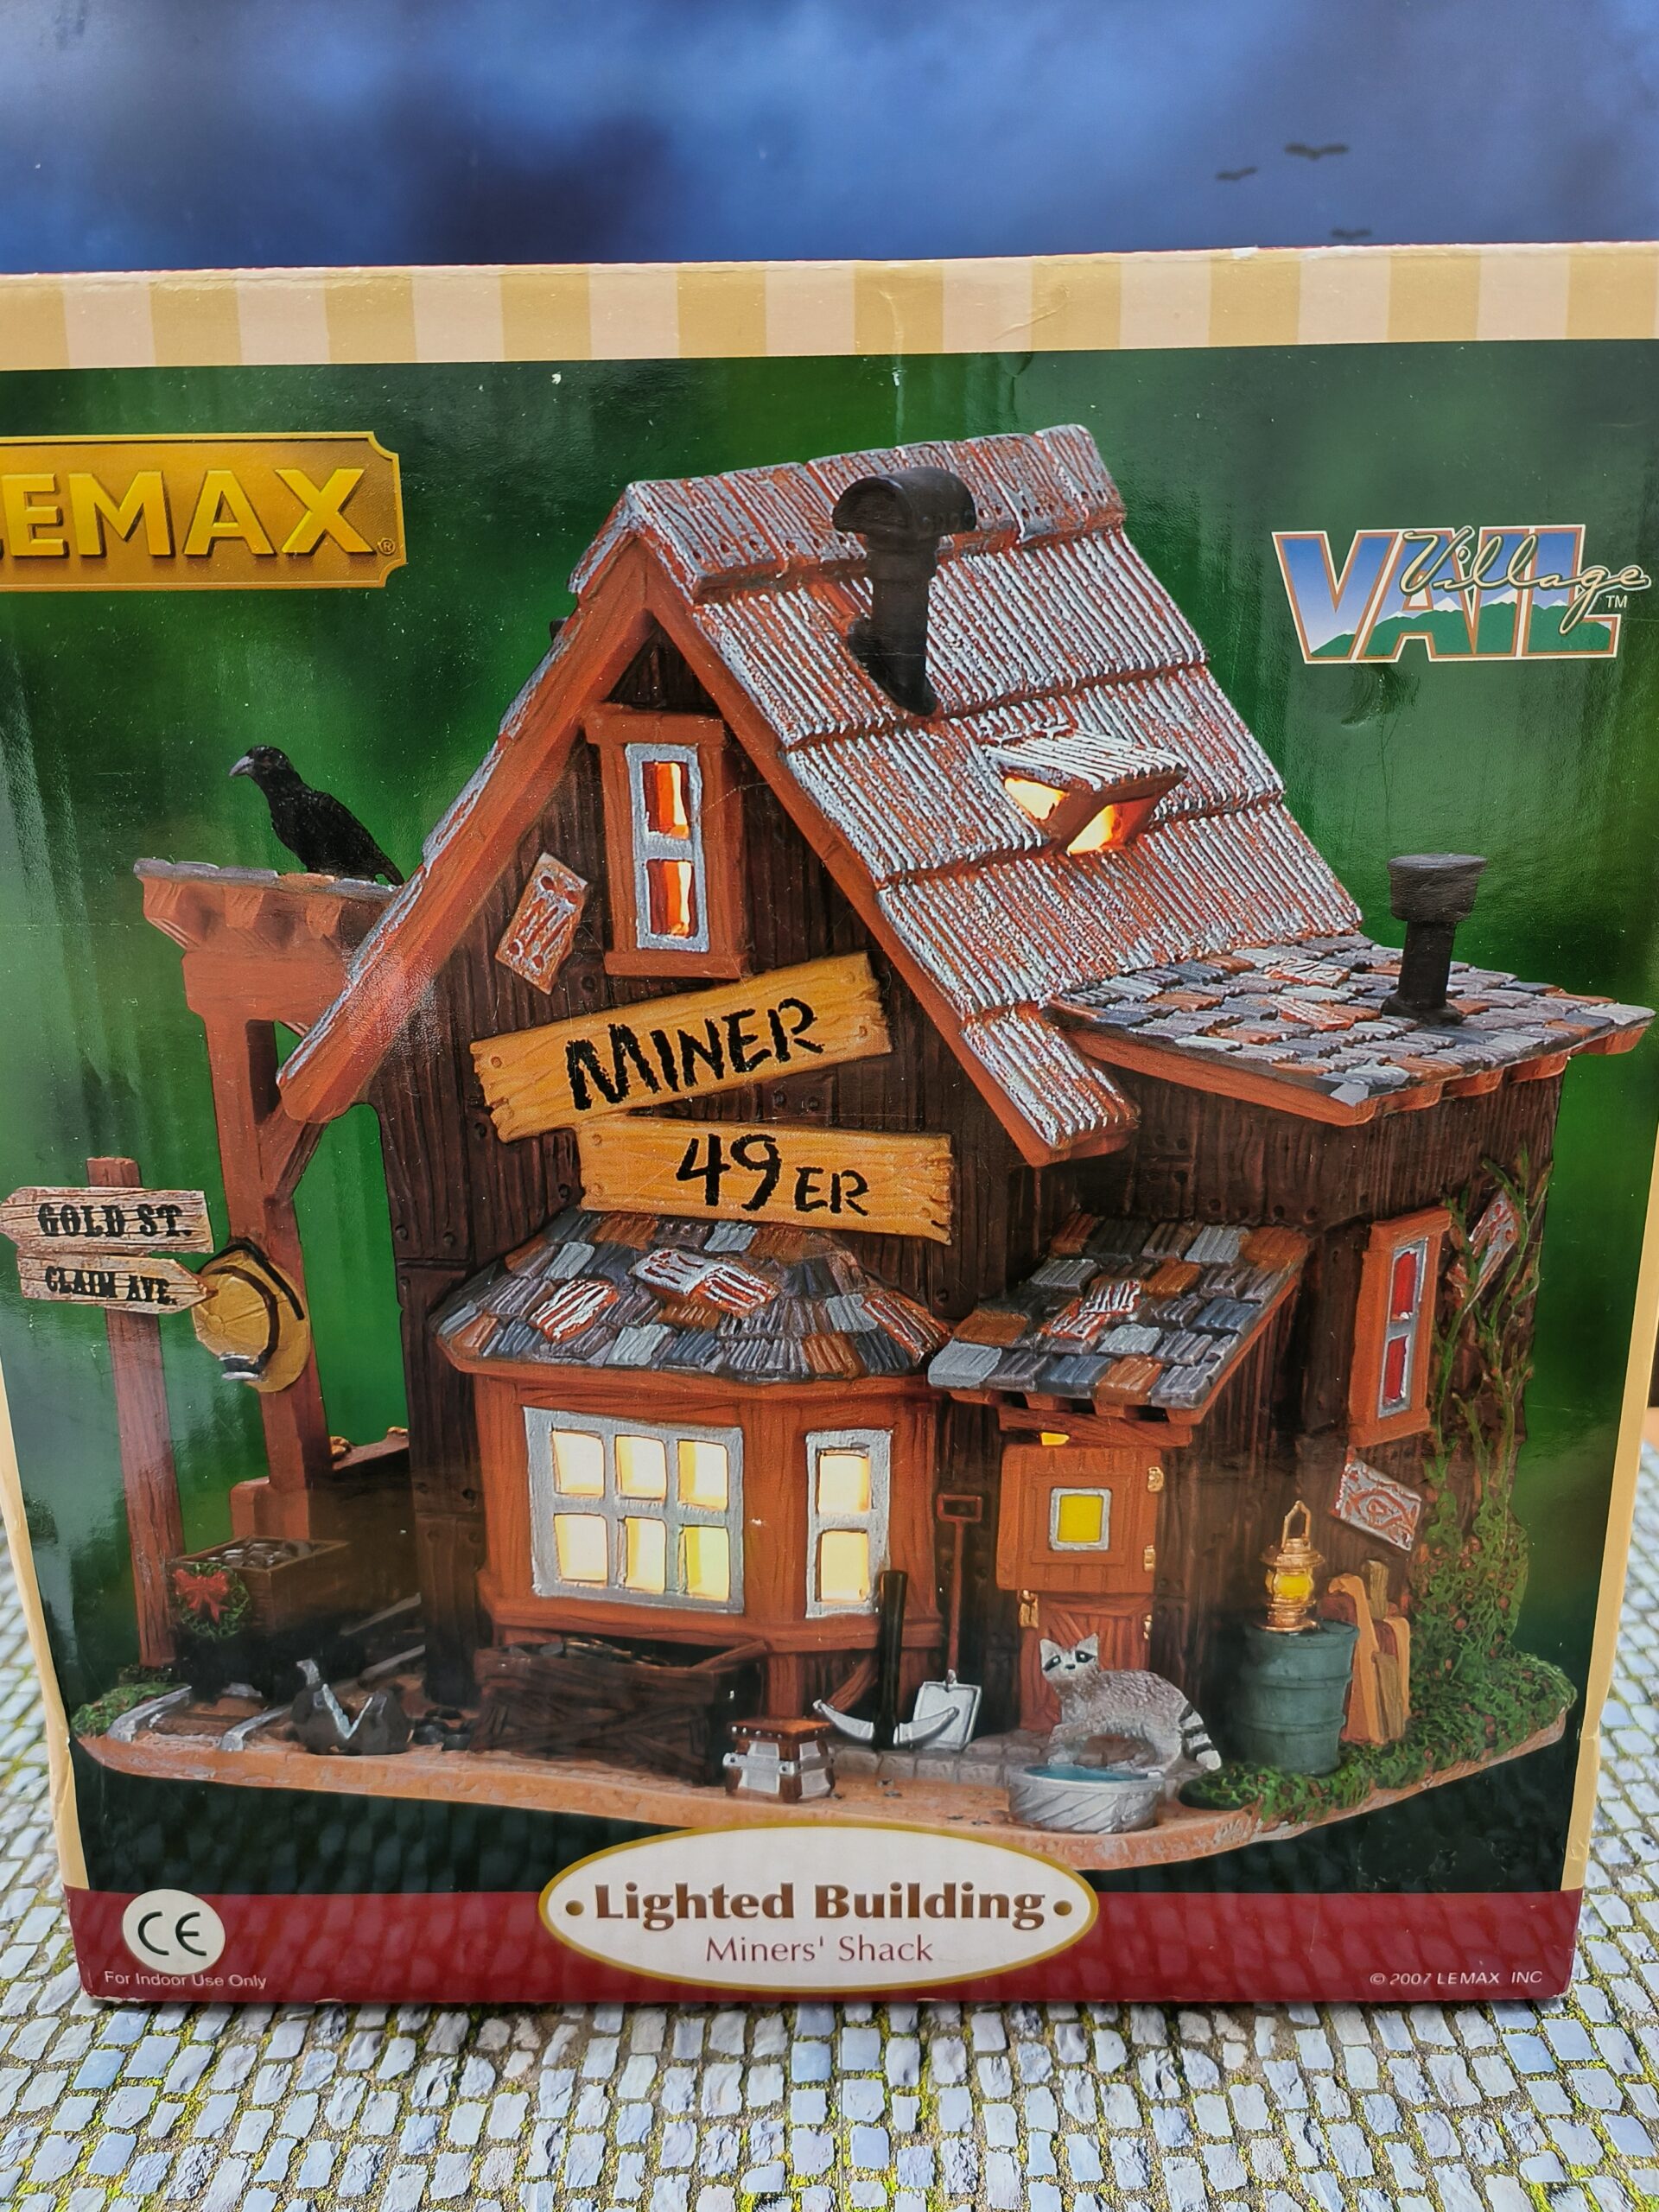 LEMAX®
VAIL Village™
MINER
49ER
GOLD ST.
CLAIM AVE.
• Lighted Building •
Miners' Shack
CE
For Indoor Use Only
© 2007 LEMAX INC